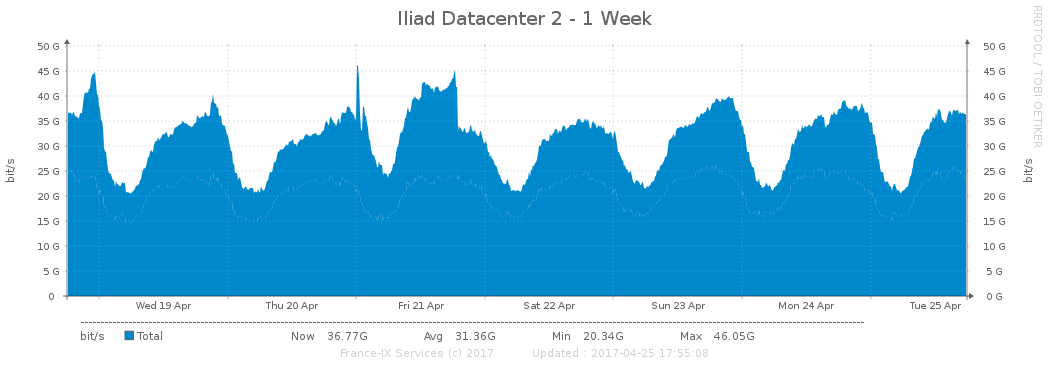 Iliad Datacenter 2 - 1 Week
RRDTOOL / TOBI OETIKER
50 G 50 G
45 G 45 G
40 G 40 G
35 G 35 G
30 G 30 G
25 G 25 G
20 G 20 G
15 G 15 G
10 G 10 G
5 G 5 G
0 0 G
bit/s
bit/s
Wed 19 Apr Thu 20 Apr Fri 21 Apr Sat 22 Apr Sun 23 Apr Mon 24 Apr Tue 25 Apr
bit/s Total Now 36.77G Avg 31.36G Min 20.34G Max 46.05G
France-IX Services (c) 2017 Updated : 2017-04-25 17:55:08